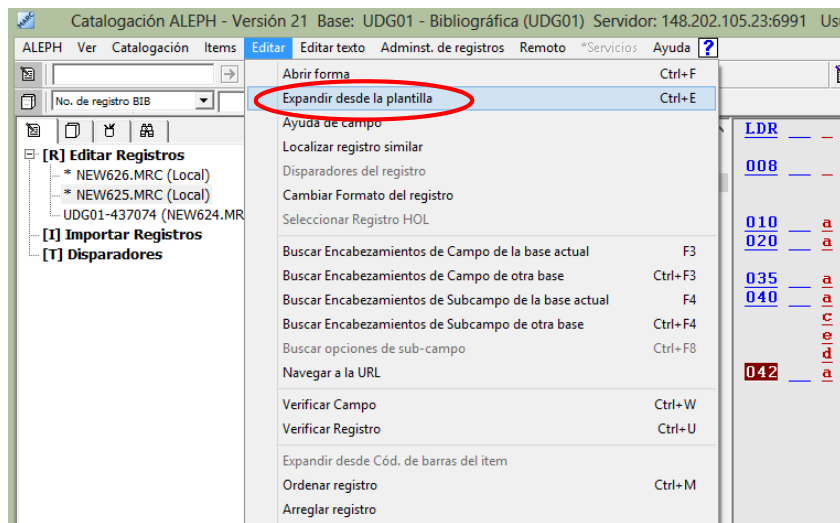 Catalogación ALEPH - Versión 21 Base: UDG01 - Bibliográfica (UDG01) Servidor: 148.202.105.23:6991
ALEPH Ver Catalogación Items Editar Editar texto Adminst. de registros Remoto *Servicios Ayuda ?
No. de registro BIB
[R] Editar Registros
* NEW626.MRC (Local)
* NEW625.MRC (Local)
UDG01-437074 (NEW624.MR
[I] Importar Registros
[T] Disparadores
Abrir forma Ctrl+F
Expandir desde la plantilla Ctrl+E
Ayuda de campo
Localizar registro similar
Disparadores del registro
Cambiar Formato del registro
Seleccionar Registro HOL
Buscar Encabezamientos de Campo de la base actual F3
Buscar Encabezamientos de Campo de otra base Ctrl+F3
Buscar Encabezamientos de Subcampo de la base actual F4
Buscar Encabezamientos de Subcampo de otra base Ctrl+F4
Buscar opciones de sub-campo Ctrl+F8
Navegar a la URL
Verificar Campo Ctrl+W
Verificar Registro Ctrl+U
Expandir desde Cód. de barras del item
Ordenar registro Ctrl+M
Arreglar registro
LDR
008
010 a
020 a
035 a
040 a
c
e
d
042 a